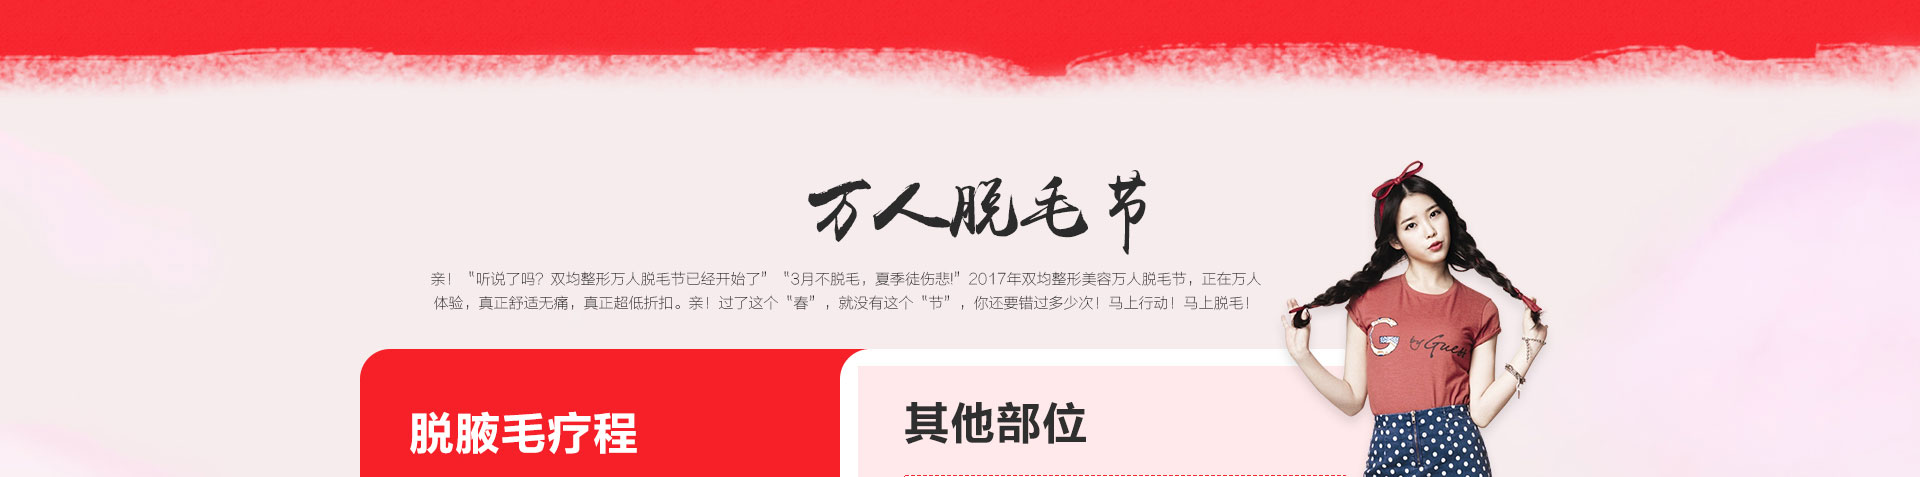 万人脱毛节
亲！“听说了吗？双均整形万人脱毛节已经开始了”“3月不脱毛，夏季徒伤悲!”2017年双均整形美容万人脱毛节，正在万人
体验，真正舒适无痛，真正超低折扣。亲！过了这个“春”，就没有这个“节”，你还要错过多少次！马上行动！马上脱毛！
G by Guess
脱腋毛疗程
其他部位